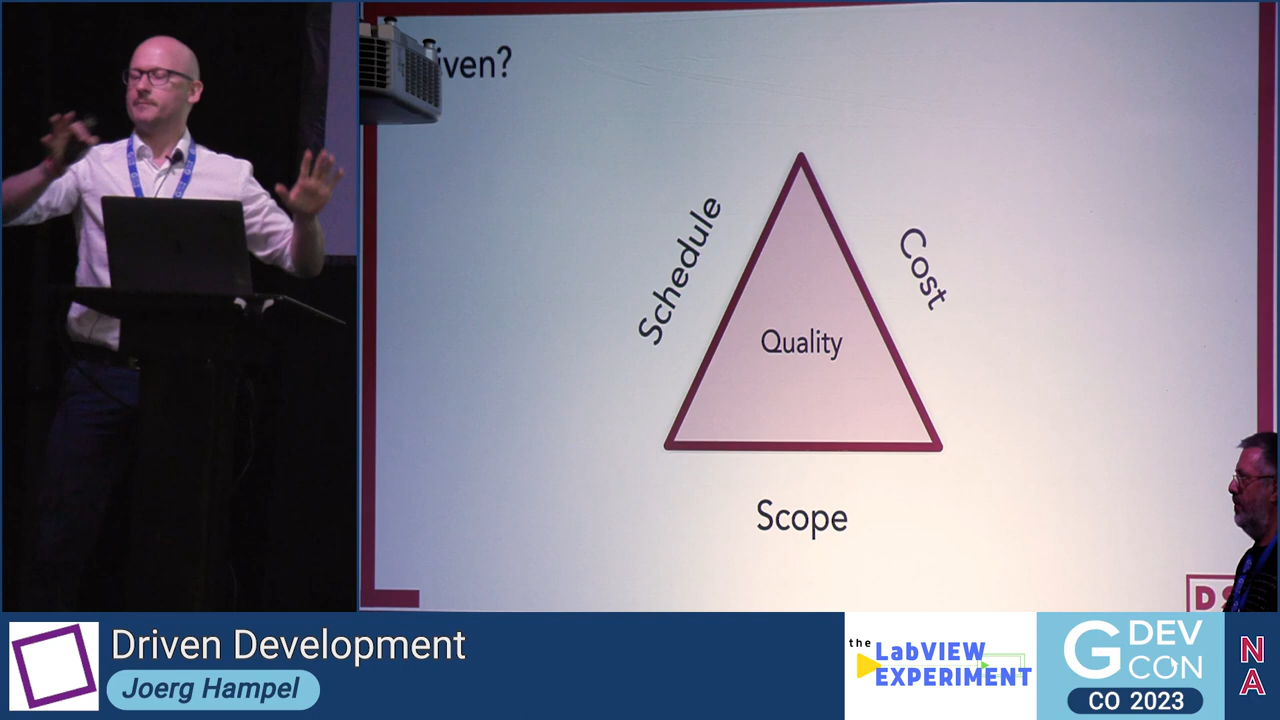 iven?
Schedule
Cost
Quality
Scope
Driven Development
Joerg Hampel
the
LabVIEW
EXPERIMENT
G DEV
CON
CO 2023
N
A